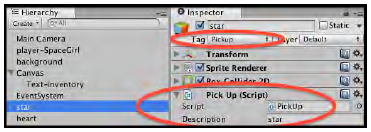 Hierarchy
Create
All
Main Camera
player-SpaceGirl
background
Canvas
Text-inventory
EventSystem
star
heart
Inspector
star
Static
Tag Pickup
Layer Default
Transform
Sprite Renderer
Box Collider 2D
Pick Up (Script)
Script PickUp
Description star